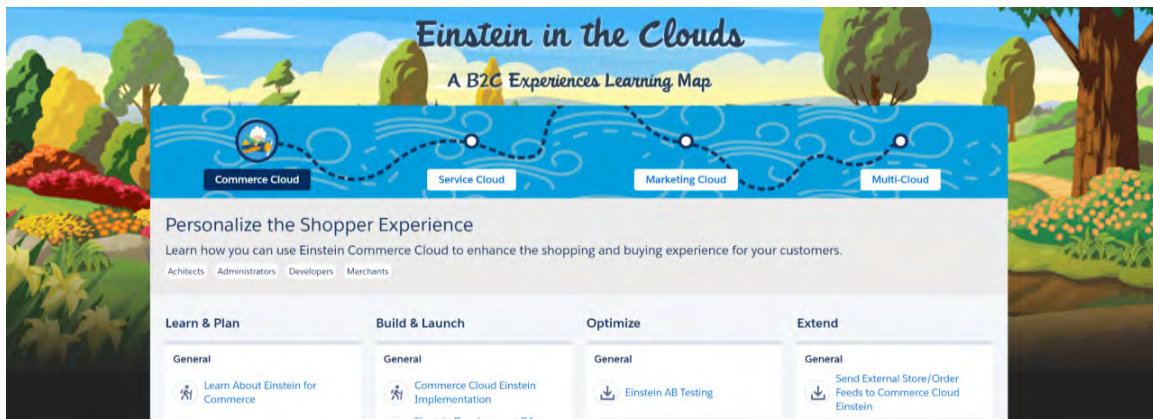 Einstein in the Clouds
A B2C Experiences Learning Map
Commerce Cloud
Service Cloud
Marketing Cloud
Multi-Cloud
Personalize the Shopper Experience
Learn how you can use Einstein Commerce Cloud to enhance the shopping and buying experience for your customers.
Achitects Administrators Developers Merchants
Learn & Plan
General
Learn About Einstein for
Commerce
Build & Launch
General
Commerce Cloud Einstein
Implementation
Optimize
General
Einstein AB Testing
Extend
General
Send External Store/Order
Feeds to Commerce Cloud
Einstein